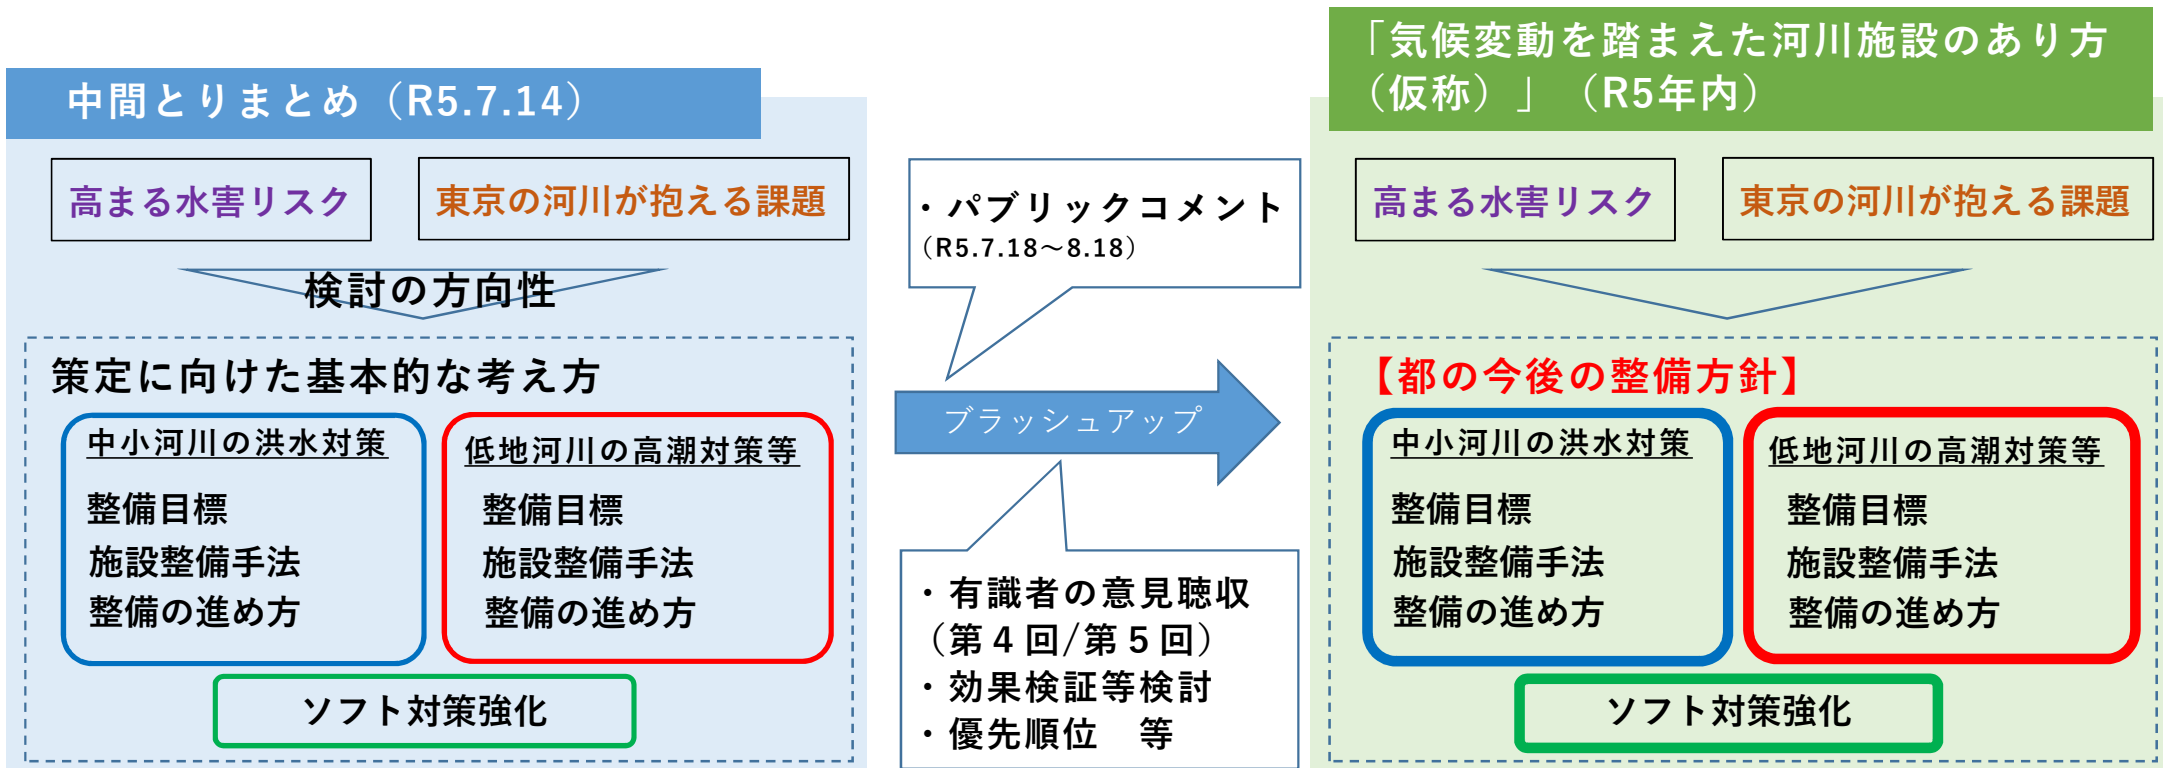 中間とりまとめ（R5.7.14）
高まる水害リスク
東京の河川が抱える課題
検討の方向性
策定に向けた基本的な考え方
中小河川の洪水対策
整備目標
施設整備手法
整備の進め方
低地河川の高潮対策等
整備目標
施設整備手法
整備の進め方
ソフト対策強化
・パブリックコメント
（R5.7.18～8.18）
ブラッシュアップ
・有識者の意見聴収
（第４回/第５回）
・効果検証等検討
・優先順位　等
「気候変動を踏まえた河川施設のあり方
（仮称）」（R5年内）
高まる水害リスク
東京の河川が抱える課題
【都の今後の整備方針】
中小河川の洪水対策
整備目標
施設整備手法
整備の進め方
低地河川の高潮対策等
整備目標
施設整備手法
整備の進め方
ソフト対策強化